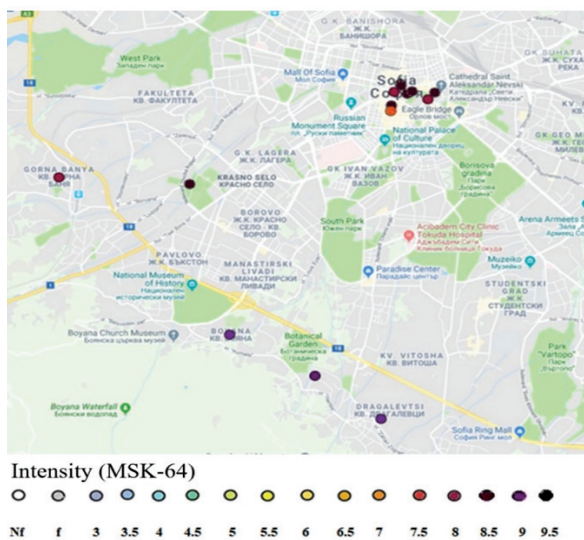 G.K. BANISHORA
Ж.К.
БАНИШОРА
West Park
Западен парк
Mall Of Sofia
Мол София
FAKULTETA
КВ. ФАКУЛТЕТА
Sofia
Cathedral Saint
Aleksandar Nevski
Катедрала "Свети
Александър Невски"
Eagle Bridge
Орлов мост
Russian
Monument Square
Площад
"Руски паметник"
National Palace
of Culture
Национален дворец
на културата
G.K. LAGERA
Ж.К. ЛАГЕРА
GORNA BANYA
КВ. ГОРНА
БАНЯ
KRASNO SELO
КРАСНО СЕЛО
G.K. IVAN VAZOV
Ж.К. ИВАН
ВАЗОВ
Borisova
gradina
Парк
"Борисова
градина"
BOROVO
Ж.К. КРАСНО
СЕЛО - КВ.
БОРОВО
South Park
Южен парк
Acibadem City Clinic
Tokuda Hospital
Аджъбадем Сити
Клиник болница Токуда
Arena Armeets
PAVLOVO
Ж.К.
БЪКСТОН
MANASTIRSKI
LIVADI
КВ. МАНАСТИРСКИ
ЛИВАДИ
National Museum
of History
Национален
исторически музей
Paradise Center
Парадайс център
Muzeiko
Музейко
STUDENTSKI
GRAD
Ж.К.
СТУДЕНТСКИ
ГРАД
Boyana Church Museum
Боянска църква музей
BOYANA
КВ. БОЯНА
Botanical
Garden
Ботаническа
градина
KV. VITOSHA
КВ. ВИТОША
Park
"Vartopo"
Парк
"Въртопо"
Boyana Waterfall
Боянски водопад
DRAGALEVTSI
КВ. ДРАГАЛЕВЦИ
Sofia Ring Mall
София Ринг мол
Intensity (MSK-64)
Nf f 3 3.5 4 4.5 5 5.5 6 6.5 7 7.5 8 8.5 9 9.5